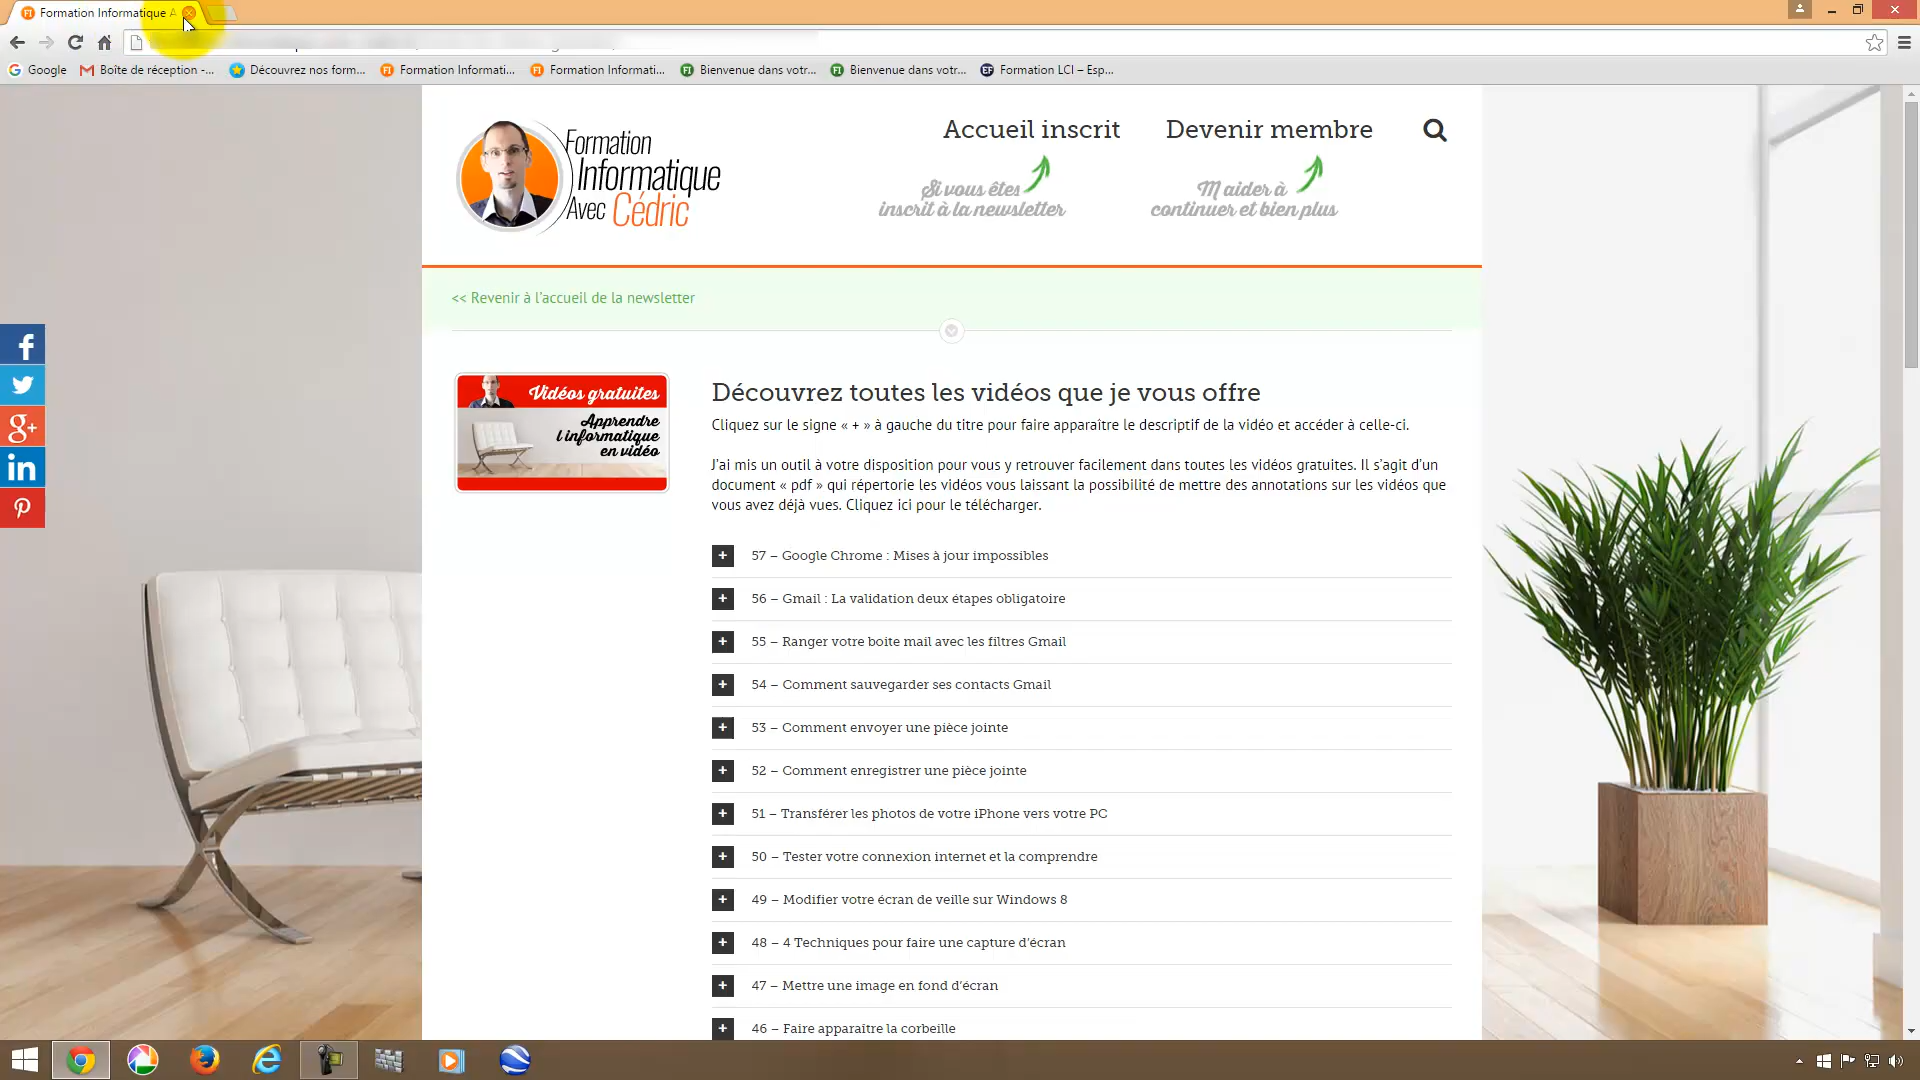 Formation Informatique A
Google
Boîte de réception -...
Découvrez nos form...
Formation Informati...
Formation Informati...
Bienvenue dans votr...
Bienvenue dans votr...
Formation LCI – Esp...
Formation
Informatique
Avec Cédric
Accueil inscrit
Devenir membre
Si vous êtes
inscrit à la newsletter
M aider à
continuer et bien plus
<< Revenir à l'accueil de la newsletter
Vidéos gratuites
Apprendre
l informatique
en vidéo
Découvrez toutes les vidéos que je vous offre
Cliquez sur le signe « + » à gauche du titre pour faire apparaître le descriptif de la vidéo et accéder à celle-ci.
J'ai mis un outil à votre disposition pour vous y retrouver facilement dans toutes les vidéos gratuites. Il s'agit d'un
document « pdf » qui répertorie les vidéos vous laissant la possibilité de mettre des annotations sur les vidéos que
vous avez déjà vues. Cliquez ici pour le télécharger.
57 – Google Chrome : Mises à jour impossibles
56 – Gmail : La validation deux étapes obligatoire
55 – Ranger votre boite mail avec les filtres Gmail
54 – Comment sauvegarder ses contacts Gmail
53 – Comment envoyer une pièce jointe
52 – Comment enregistrer une pièce jointe
51 – Transférer les photos de votre iPhone vers votre PC
50 – Tester votre connexion internet et la comprendre
49 – Modifier votre écran de veille sur Windows 8
48 – 4 Techniques pour faire une capture d'écran
47 – Mettre une image en fond d'écran
46 – Faire apparaître la corbeille